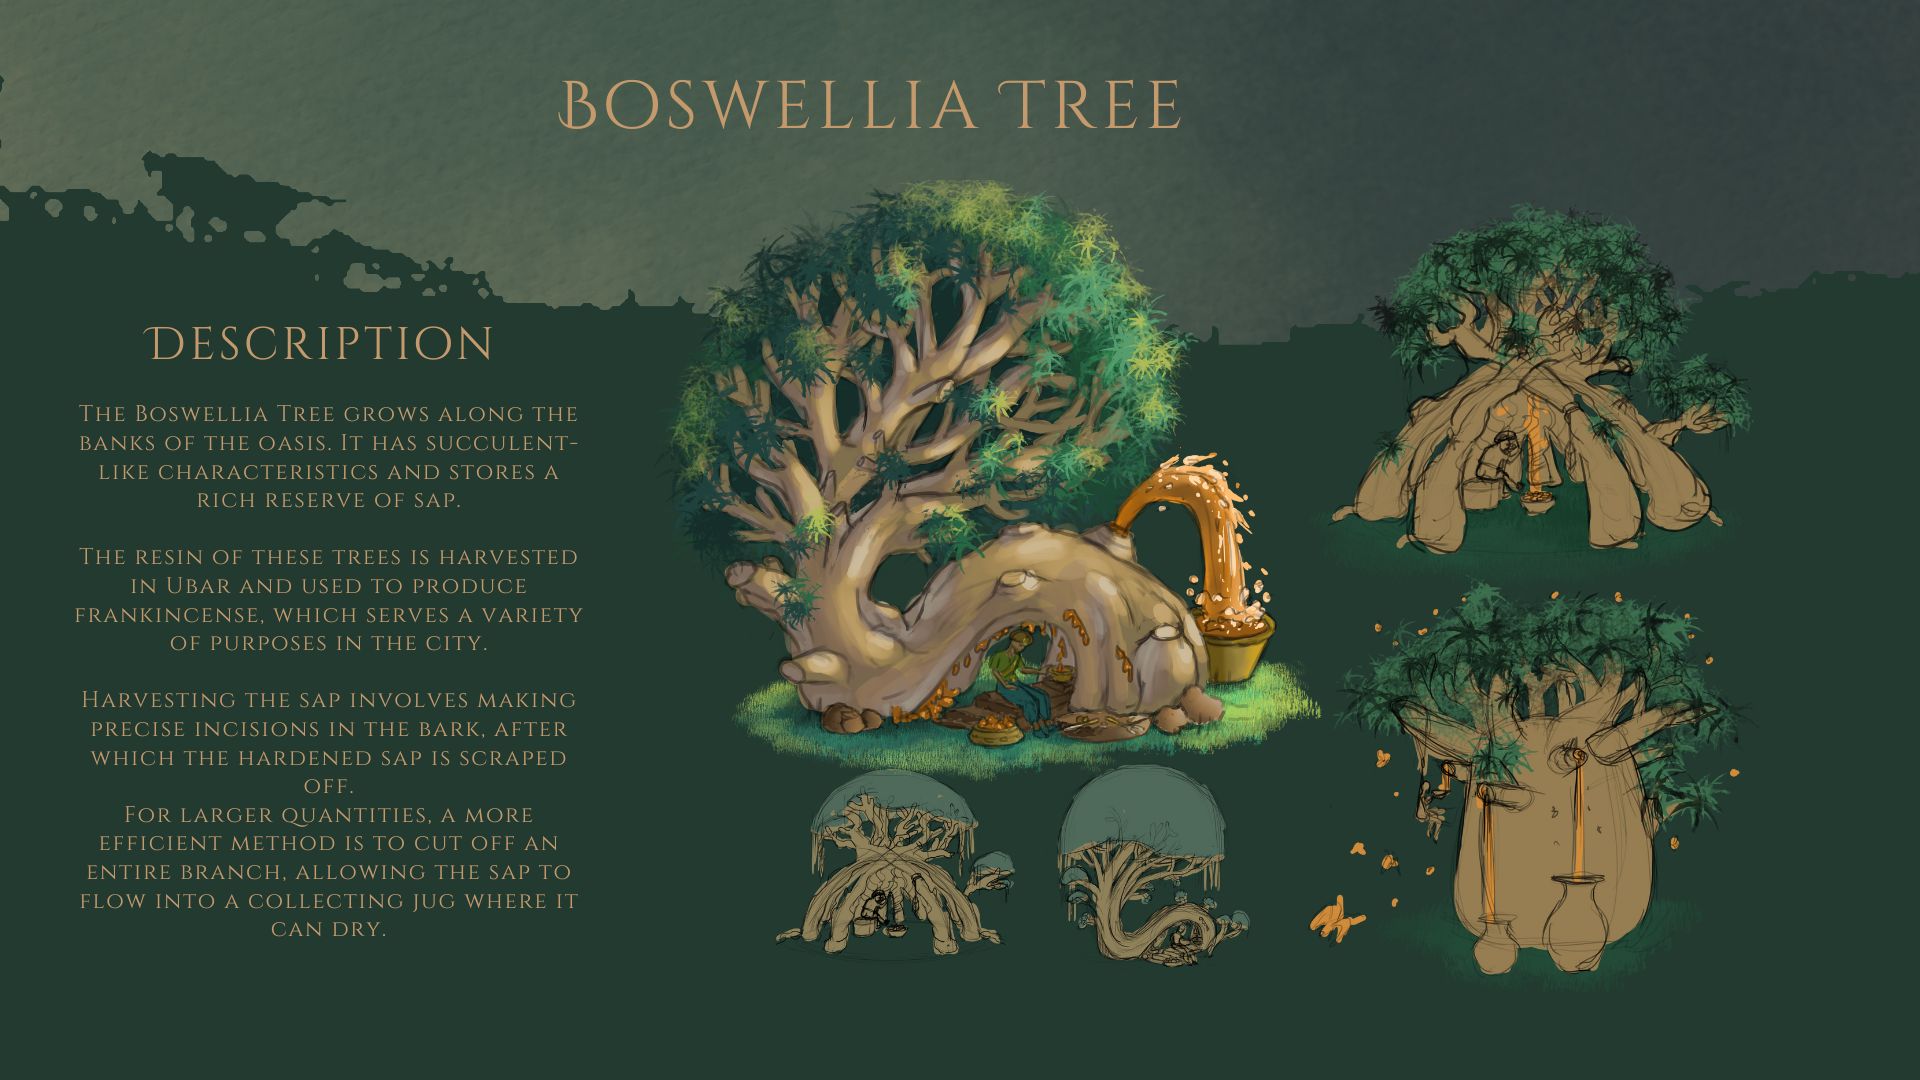 Boswellia Tree
Description
The Boswellia Tree grows along the
banks of the oasis. It has succulent-
like characteristics and stores a
rich reserve of sap.
The resin of these trees is harvested
in Ubar and used to produce
frankincense, which serves a variety
of purposes in the city.
Harvesting the sap involves making
precise incisions in the bark, after
which the hardened sap is scraped
off.
For larger quantities, a more
efficient method is to cut off an
entire branch, allowing the sap to
flow into a collecting jug where it
can dry.